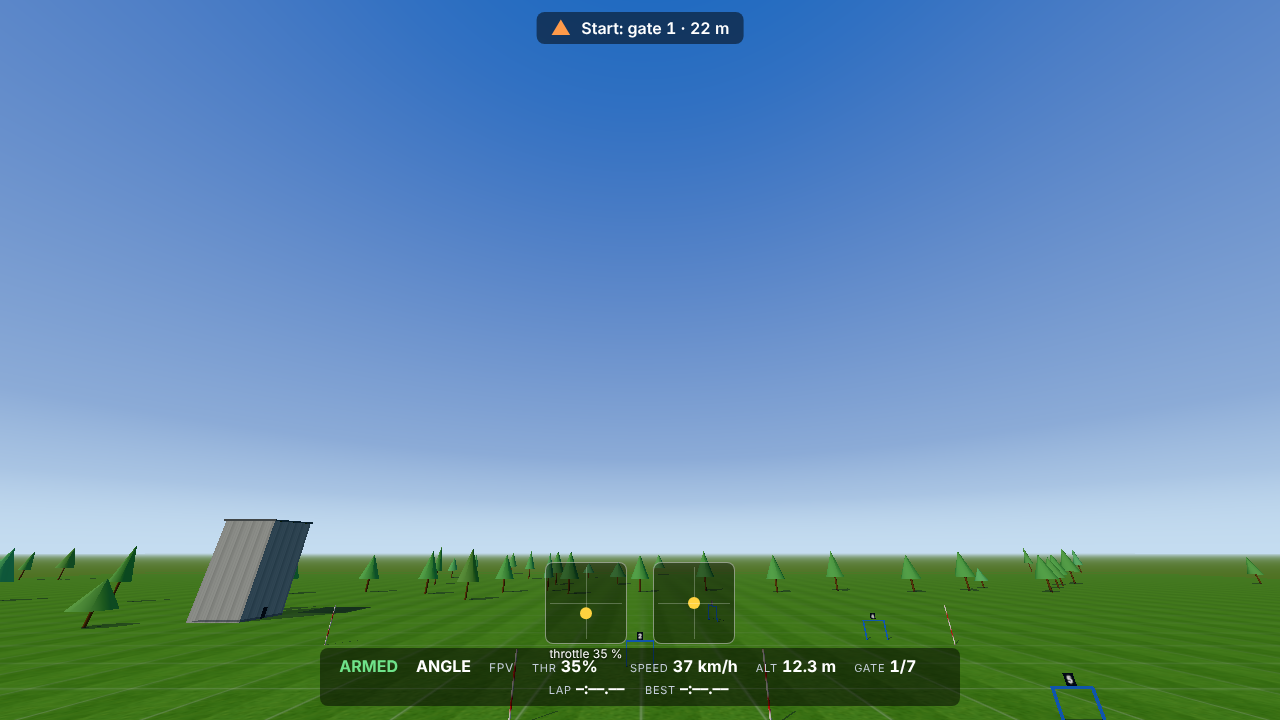 Start: gate 1 · 22 m
throttle 35 %
ARMED ANGLE FPV THR 35% SPEED 37 km/h ALT 12.3 m GATE 1/7
LAP –:––.–– BEST –:––.––